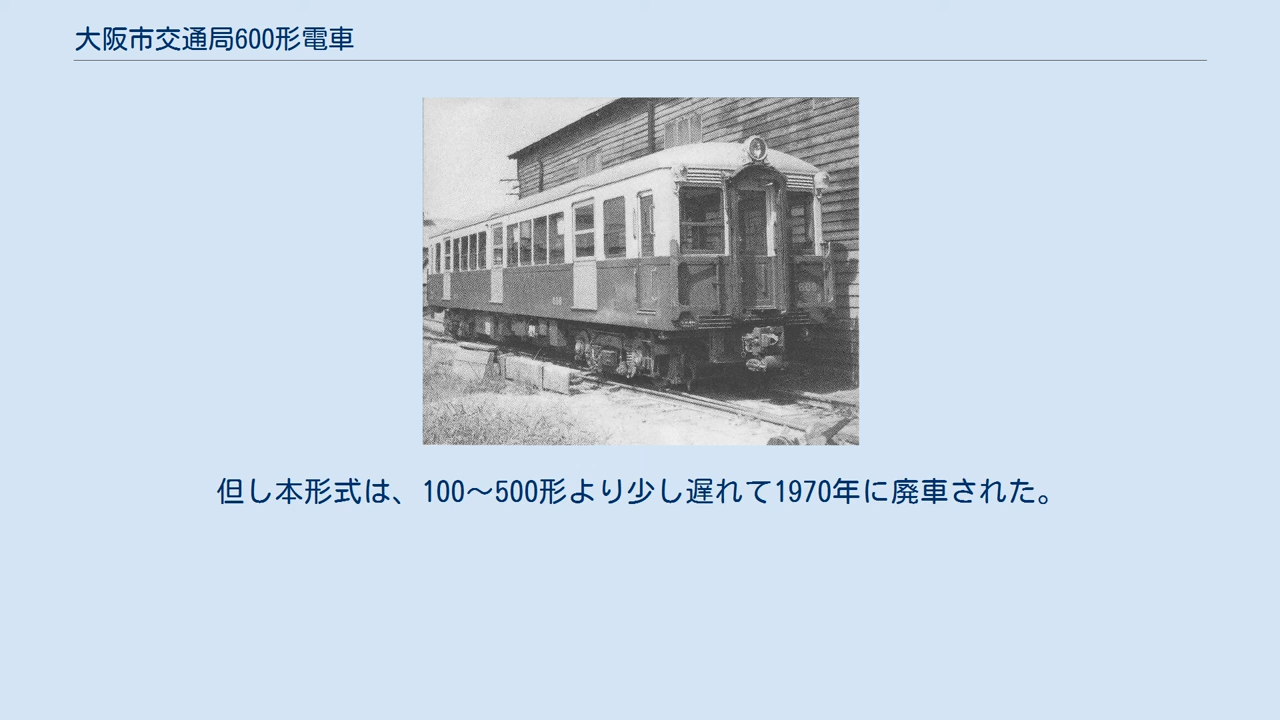 大阪市交通局600形電車
但し本形式は、100～500形より少し遅れて1970年に廃車された。